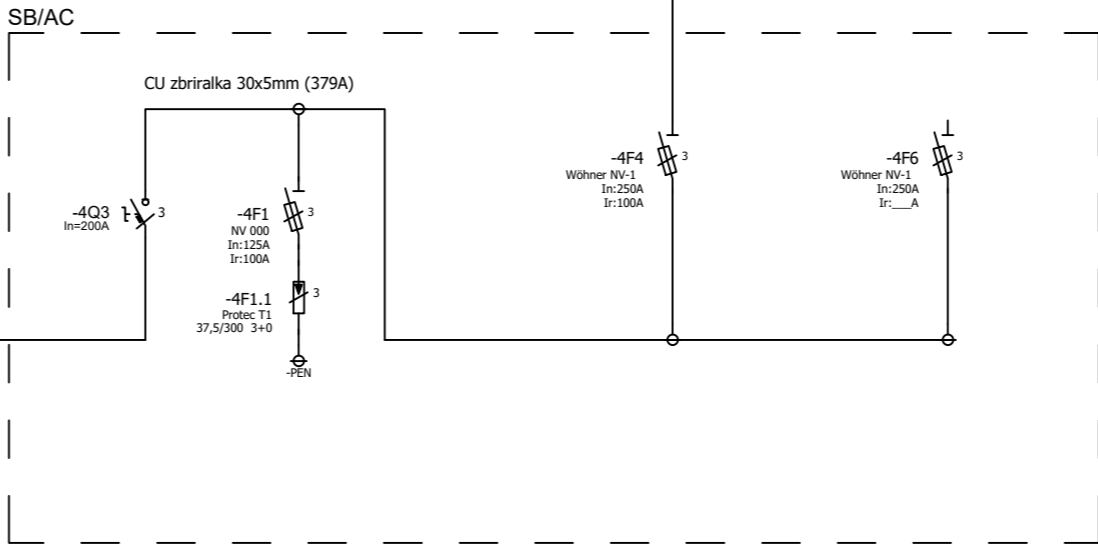 SB/AC
CU zbriralka 30x5mm (379A)
-4Q3
In=200A
3
-4F1
NV 000
In:125A
Ir:100A
3
-4F1.1
Protec T1
37,5/300 3+0
3
-PEN
-4F4
Wöhner NV-1
In:250A
Ir:100A
3
-4F6
Wöhner NV-1
In:250A
Ir:___A
3